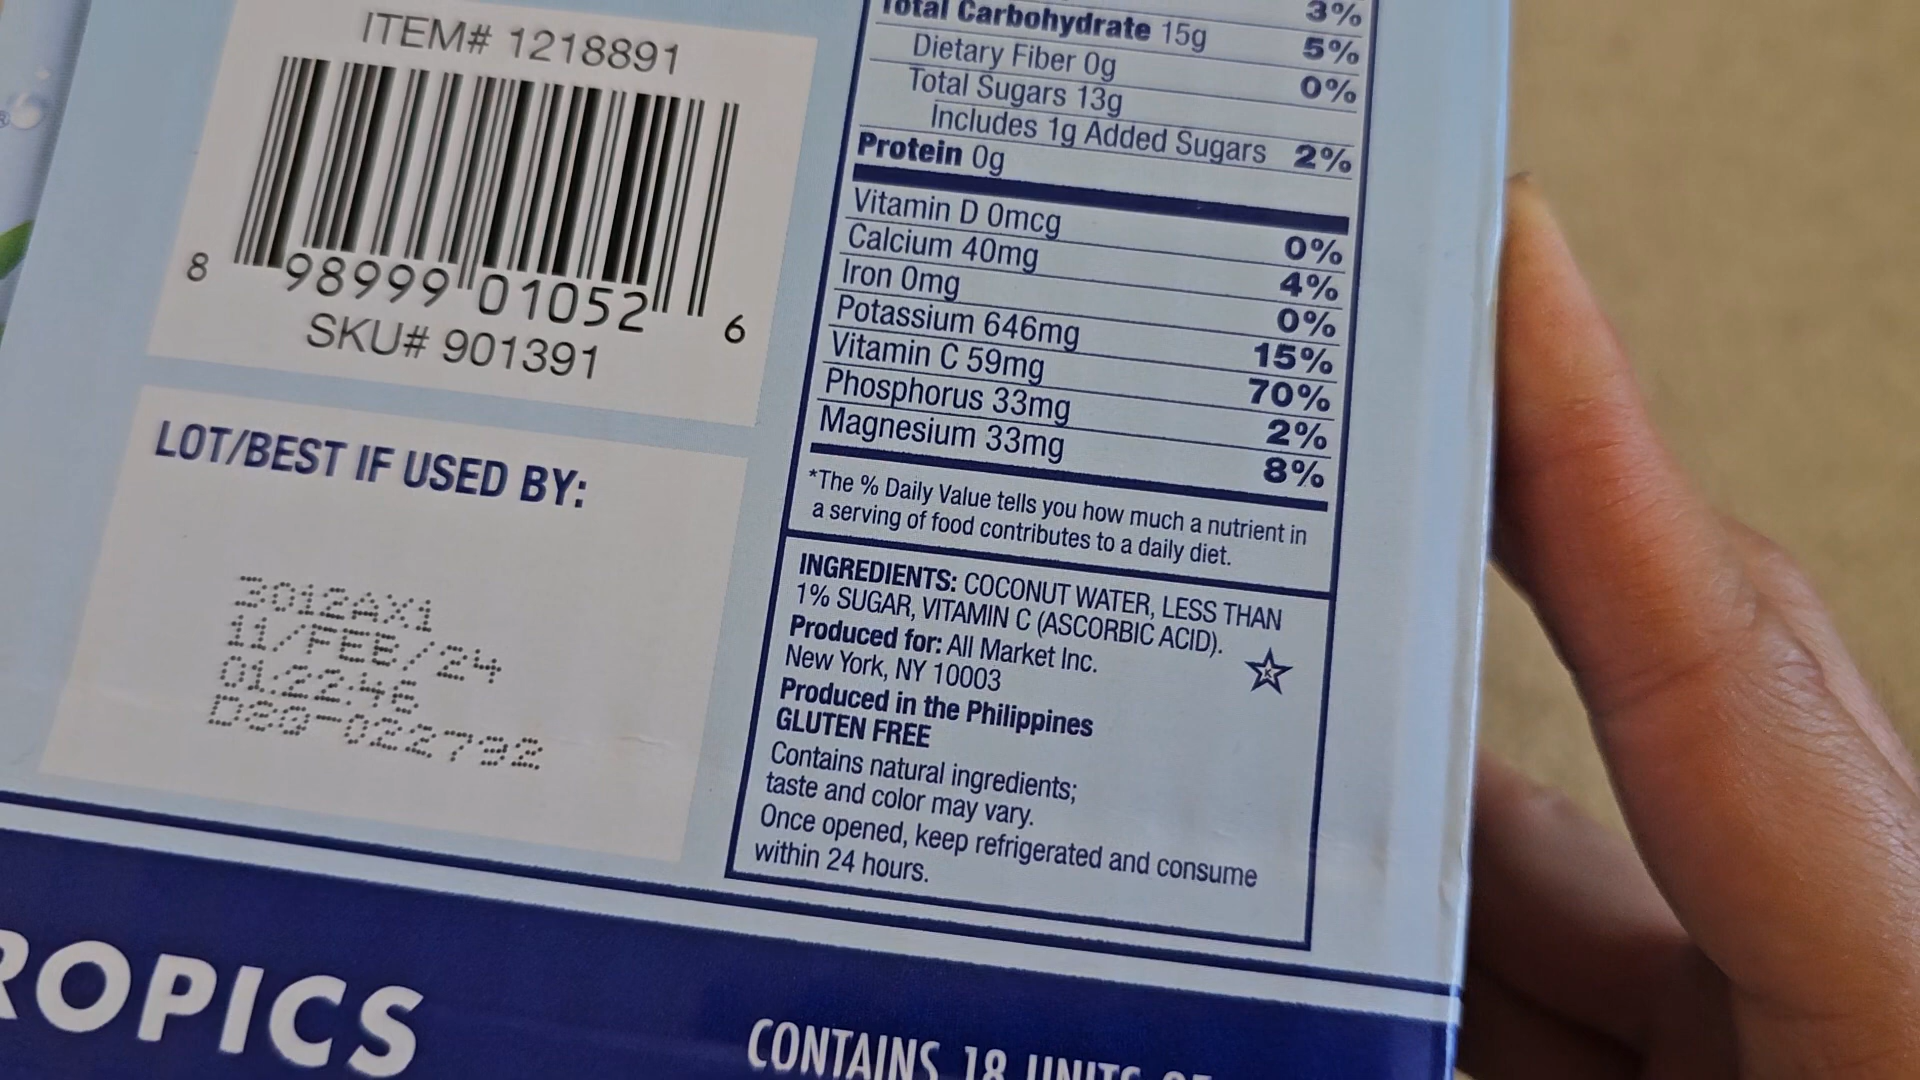 ITEM# 1218891
8 98999 01052 6
SKU# 901391
LOT/BEST IF USED BY:
3012AX1
11/FEB/24
01:22:46
D80-022792
3%
Total Carbohydrate 15g 5%
Dietary Fiber 0g 0%
Total Sugars 13g
Includes 1g Added Sugars 2%
Protein 0g
Vitamin D 0mcg 0%
Calcium 40mg 4%
Iron 0mg 0%
Potassium 646mg 15%
Vitamin C 59mg 70%
Phosphorus 33mg 2%
Magnesium 33mg 8%
*The % Daily Value tells you how much a nutrient in
a serving of food contributes to a daily diet.
INGREDIENTS: COCONUT WATER, LESS THAN
1% SUGAR, VITAMIN C (ASCORBIC ACID).
Produced for: All Market Inc.
New York, NY 10003
K
Produced in the Philippines
GLUTEN FREE
Contains natural ingredients;
taste and color may vary.
Once opened, keep refrigerated and consume
within 24 hours.
ROPICS
CONTAINS 18 UNITS OF